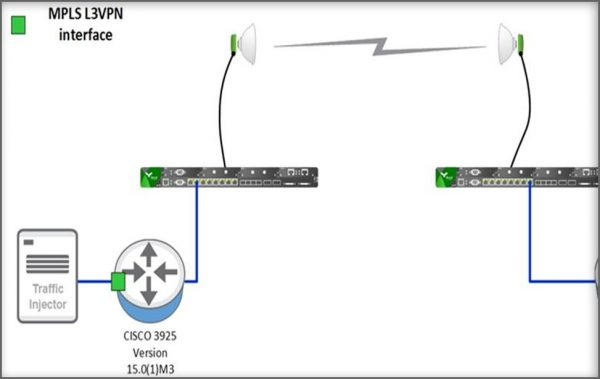 MPLS L3VPN
interface
Traffic
Injector
CISCO 3925
Version
15.0(1)M3